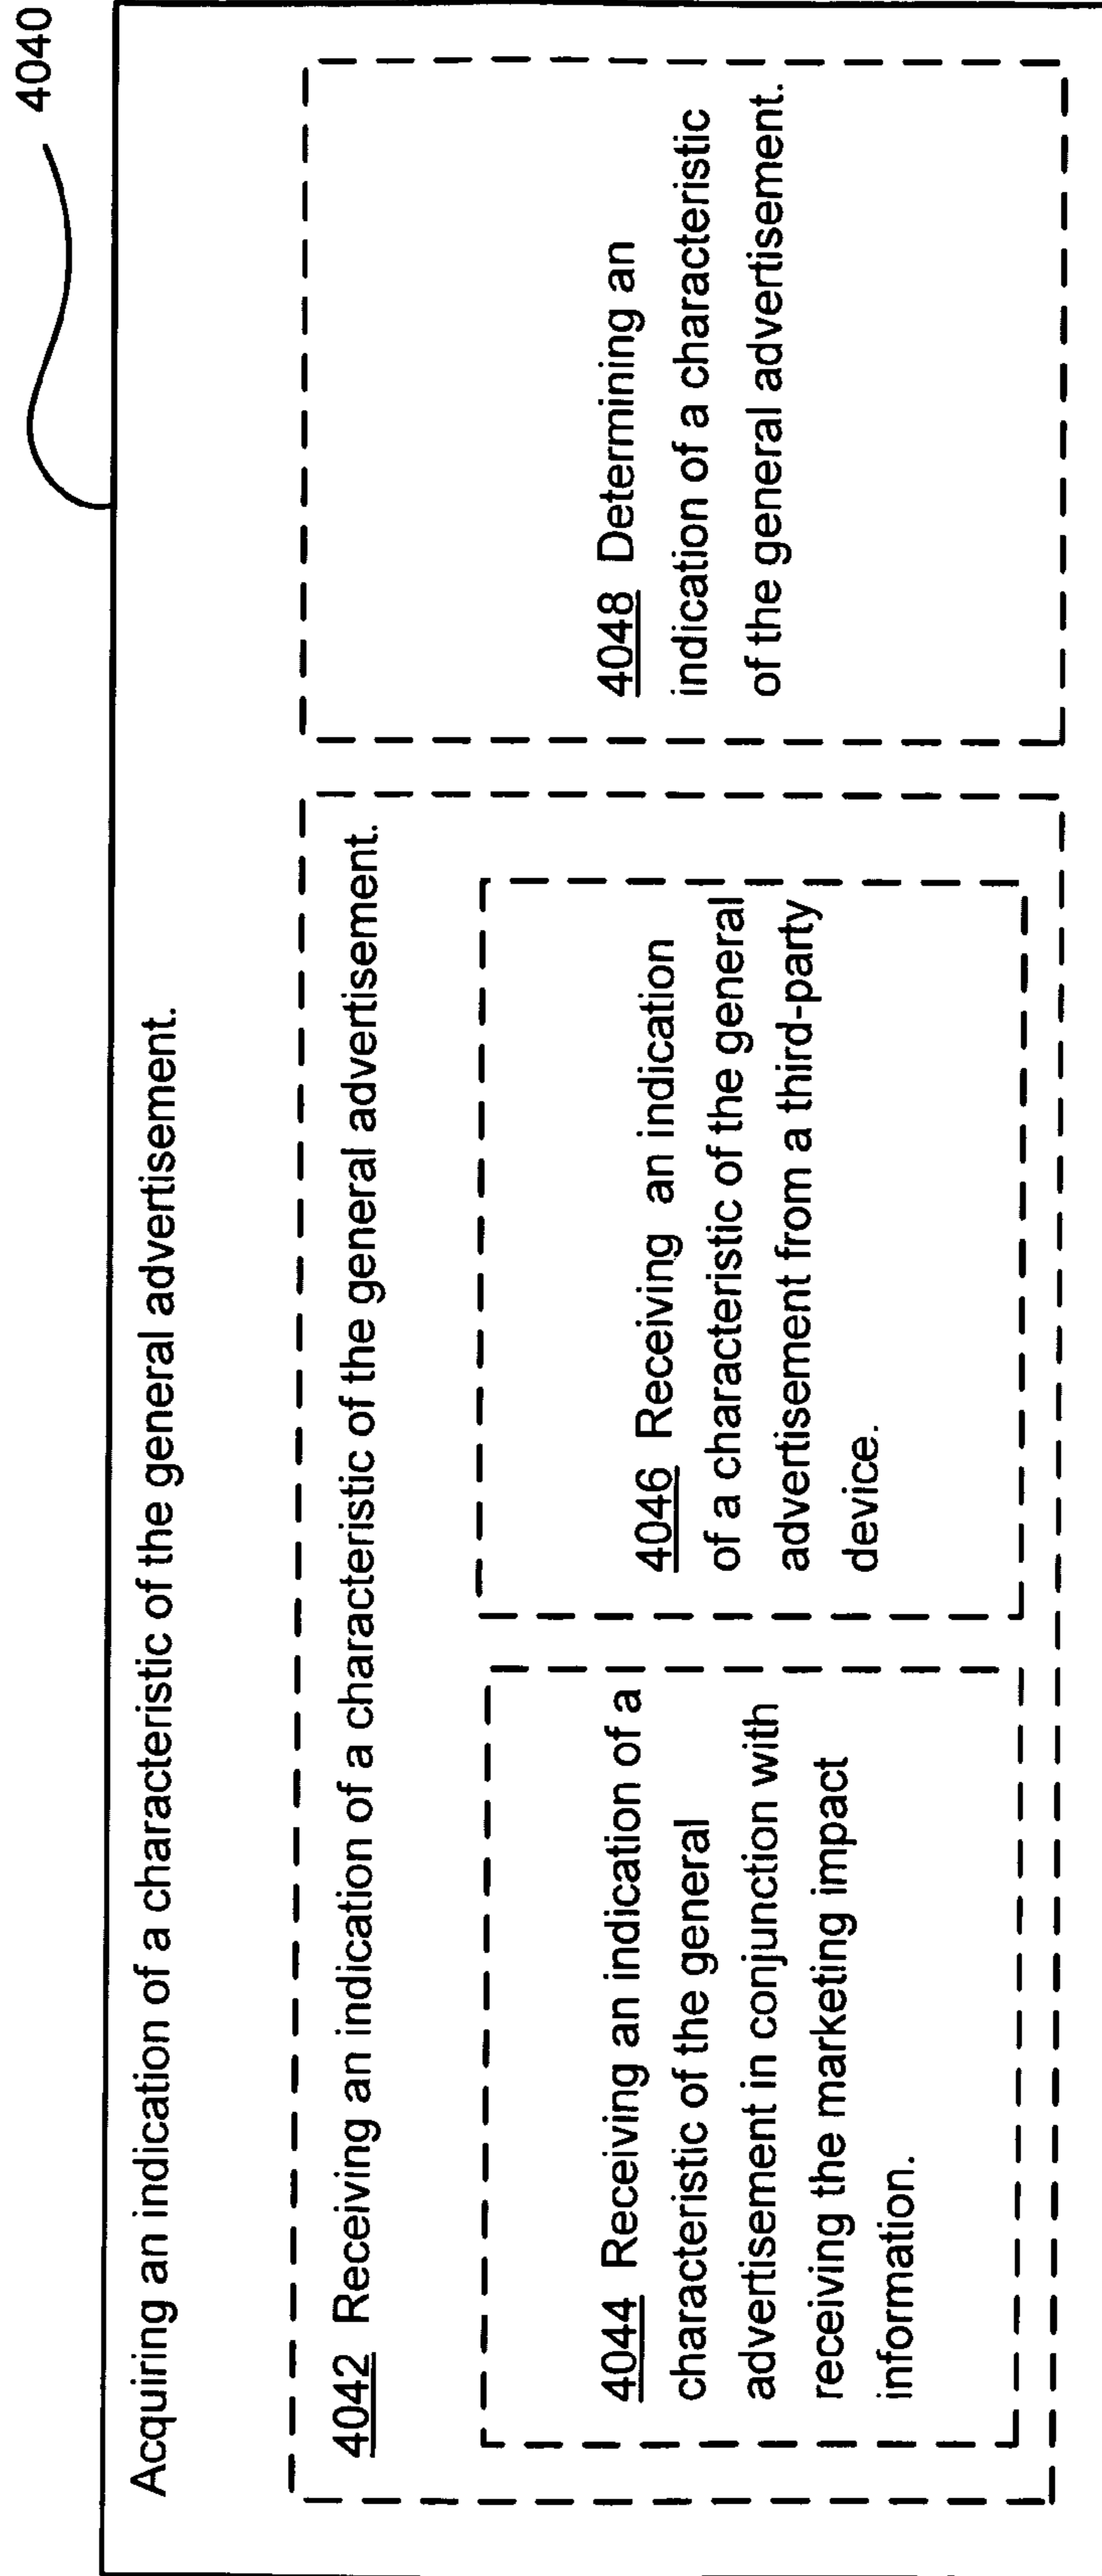 4040
Acquiring an indication of a characteristic of the general advertisement.
4042 Receiving an indication of a characteristic of the general advertisement.
4044 Receiving an indication of a
characteristic of the general
advertisement in conjunction with
receiving the marketing impact
information.
4046 Receiving an indication
of a characteristic of the general
advertisement from a third-party
device.
4048 Determining an
indication of a characteristic
of the general advertisement.